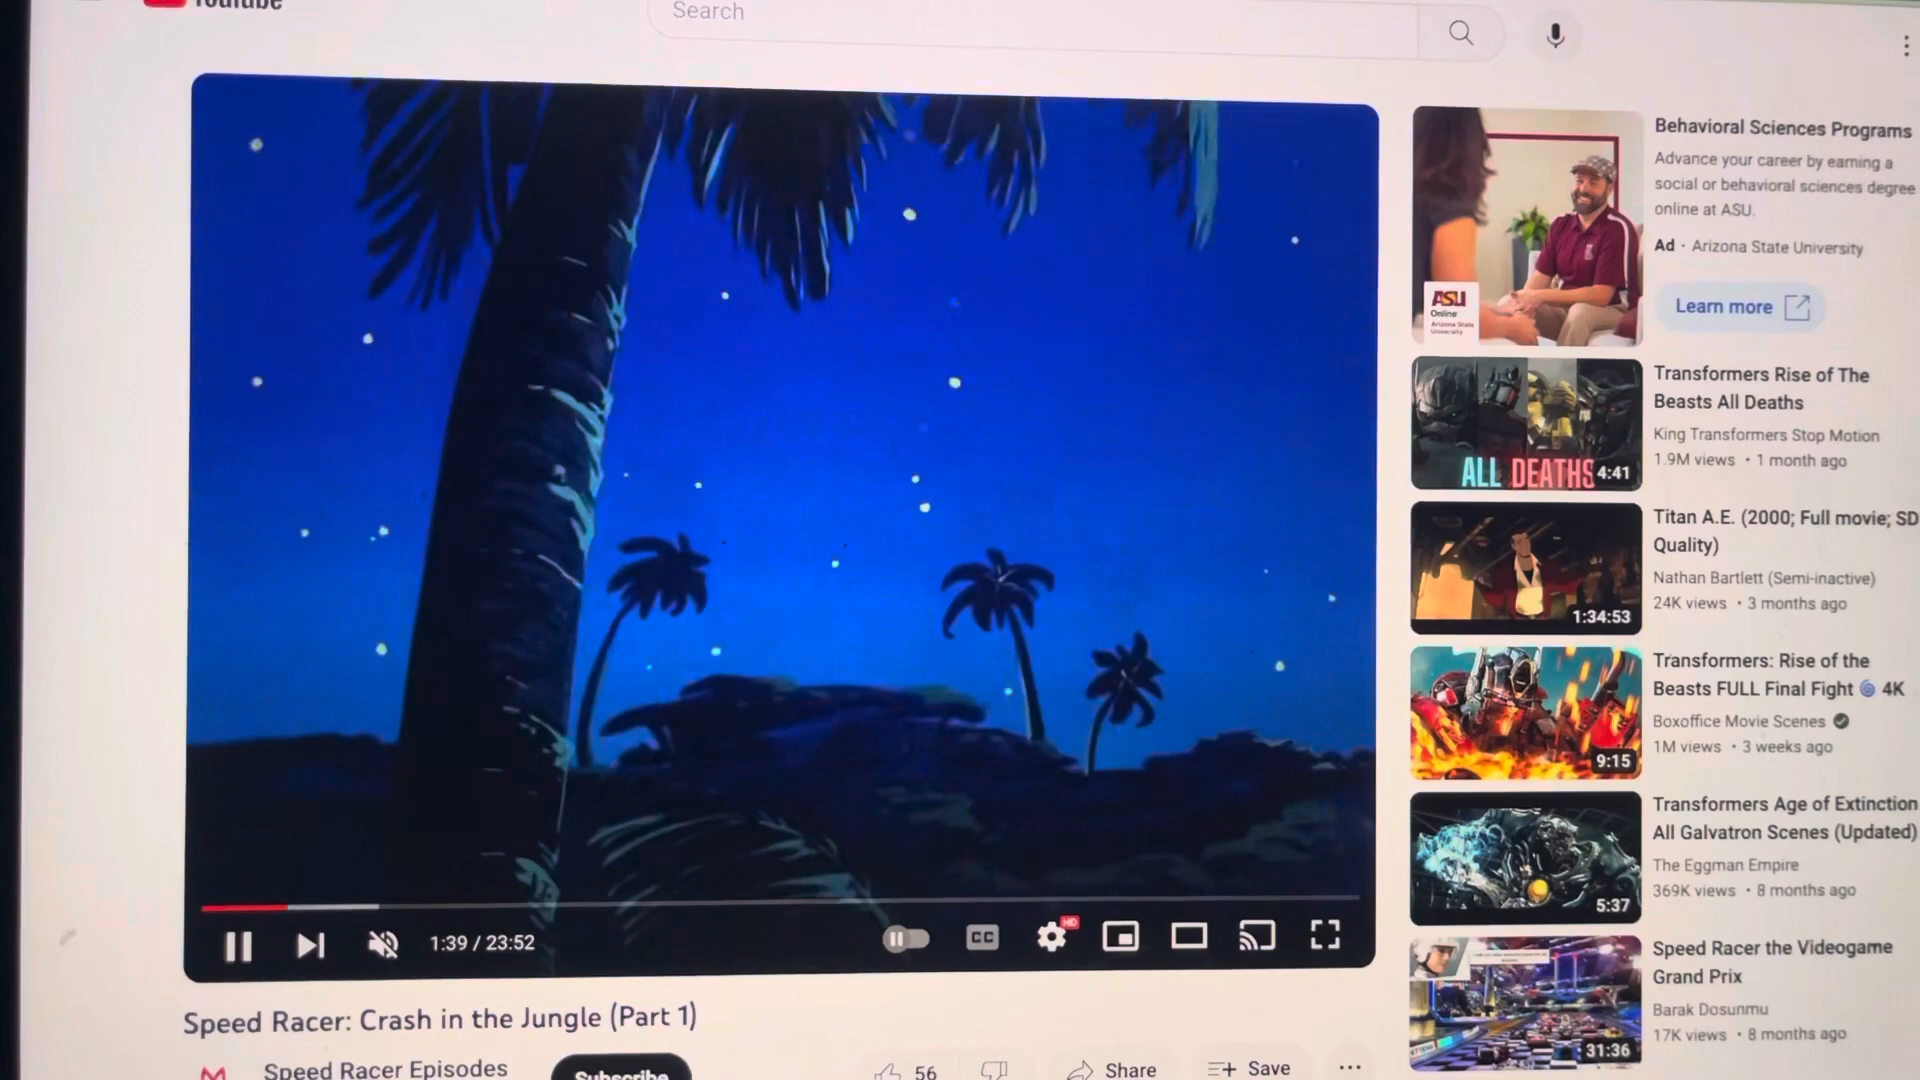 YouTube
Search
Behavioral Sciences Programs
Advance your career by earning a
social or behavioral sciences degree
online at ASU.
Ad · Arizona State University
Learn more
ASU
Online
Arizona State
University
Transformers Rise of The
Beasts All Deaths
King Transformers Stop Motion
1.9M views • 1 month ago
ALL DEATHS
4:41
Titan A.E. (2000; Full movie; SD
Quality)
Nathan Bartlett (Semi-inactive)
24K views • 3 months ago
1:34:53
Transformers: Rise of the
Beasts FULL Final Fight 🌀 4K
Boxoffice Movie Scenes
1M views • 3 weeks ago
9:15
Transformers Age of Extinction
All Galvatron Scenes (Updated)
The Eggman Empire
369K views • 8 months ago
5:37
Speed Racer the Videogame
Grand Prix
Barak Dosunmu
17K views • 8 months ago
31:36
1:39 / 23:52
CC
HD
Speed Racer: Crash in the Jungle (Part 1)
Speed Racer Episodes
Subscribe
56
Share
Save